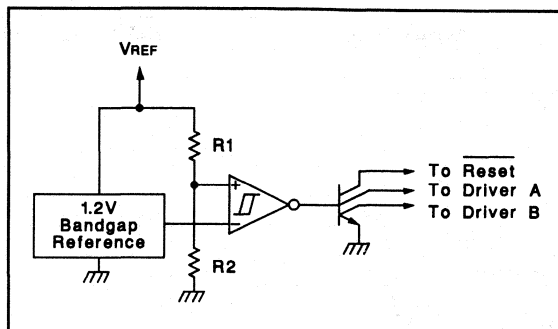 VREF
R1
+
To Reset
To Driver A
To Driver B
1.2V
Bandgap
Reference
−
R2